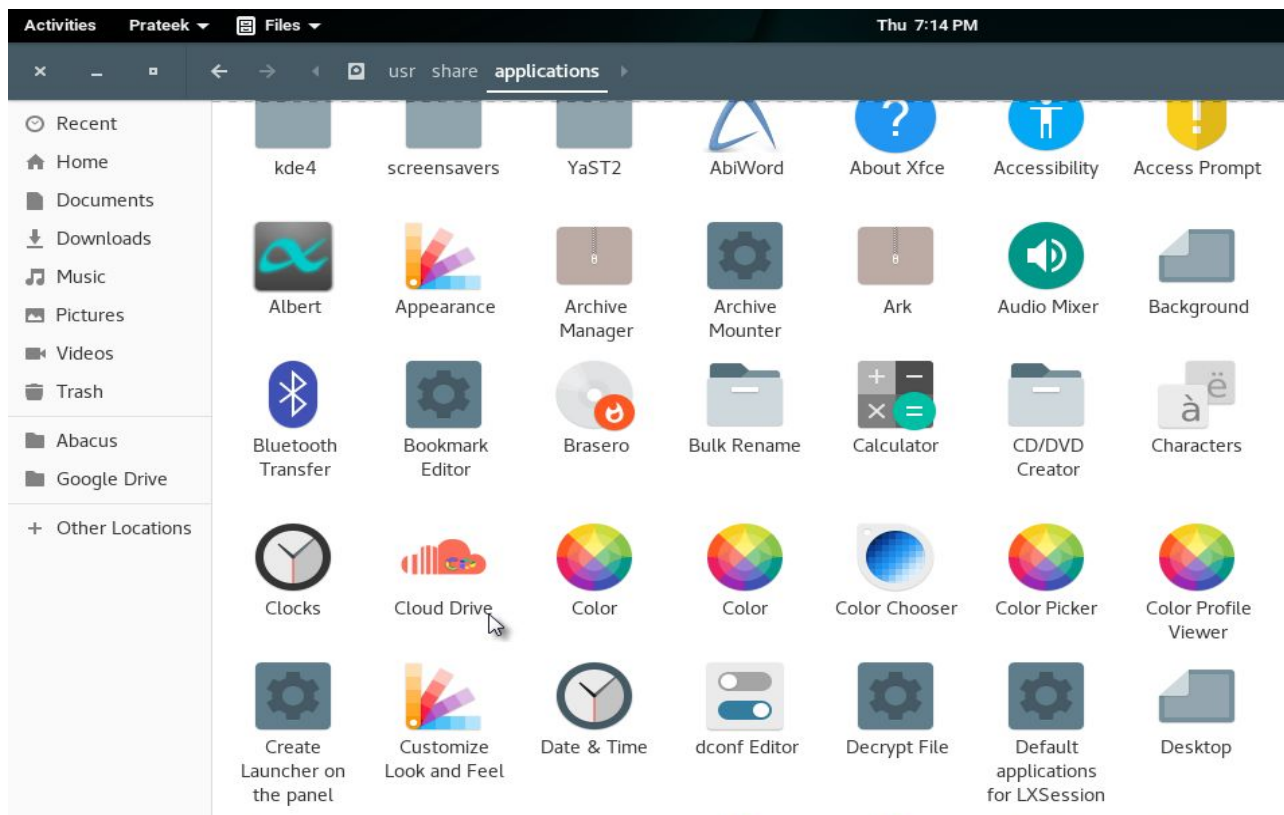 Activities Prateek Files Thu 7:14 PM
usr share applications
Recent
Home
Documents
Downloads
Music
Pictures
Videos
Trash
Abacus
Google Drive
Other Locations
kde4 screensavers YaST2 AbiWord About Xfce Accessibility Access Prompt
Albert Appearance Archive Manager Archive Mounter Ark Audio Mixer Background
Bluetooth Transfer Bookmark Editor Brasero Bulk Rename Calculator CD/DVD Creator Characters
Clocks Cloud Drive Color Color Color Chooser Color Picker Color Profile Viewer
Create Launcher on the panel Customize Look and Feel Date & Time dconf Editor Decrypt File Default applications for LXSession Desktop